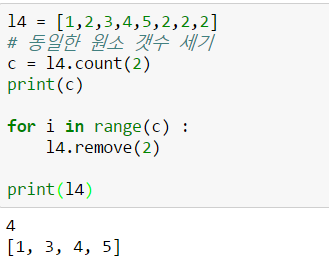 l4 = [1,2,3,4,5,2,2,2]
# 동일한 원소 갯수 세기
c = l4.count(2)
print(c)
for i in range(c) :
    l4.remove(2)
print(l4)
4
[1, 3, 4, 5]